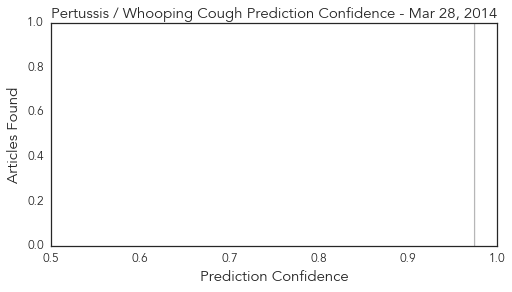 Pertussis / Whooping Cough Prediction Confidence - Mar 28, 2014
1.0
0.8
0.6
0.4
0.2
0.0
Articles Found
0.5 0.6 0.7 0.8 0.9 1.0
Prediction Confidence